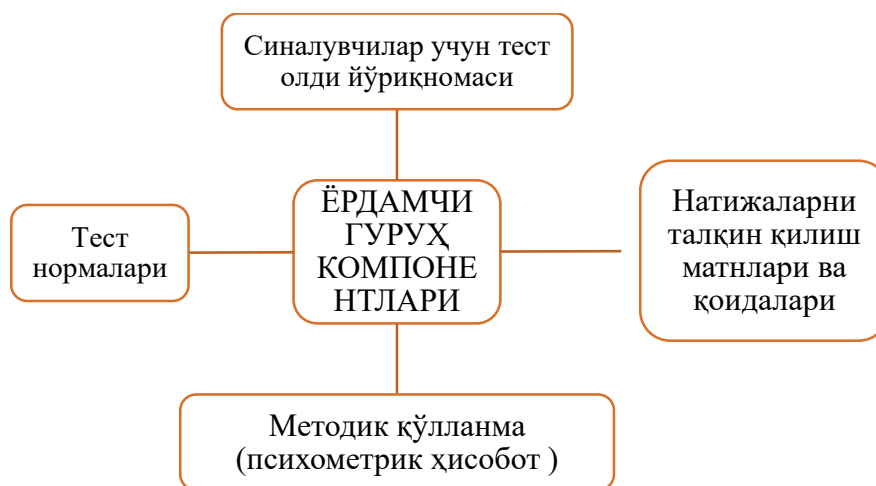 Синалувчилар учун тест
олди йўриқномаси
Тест
нормалари
ЁРДАМЧИ
ГУРУҲ
КОМПОНЕ
НТЛАРИ
Натижаларни
талқин қилиш
матнлари ва
қоидалари
Методик қўлланма
(психометрик ҳисобот )